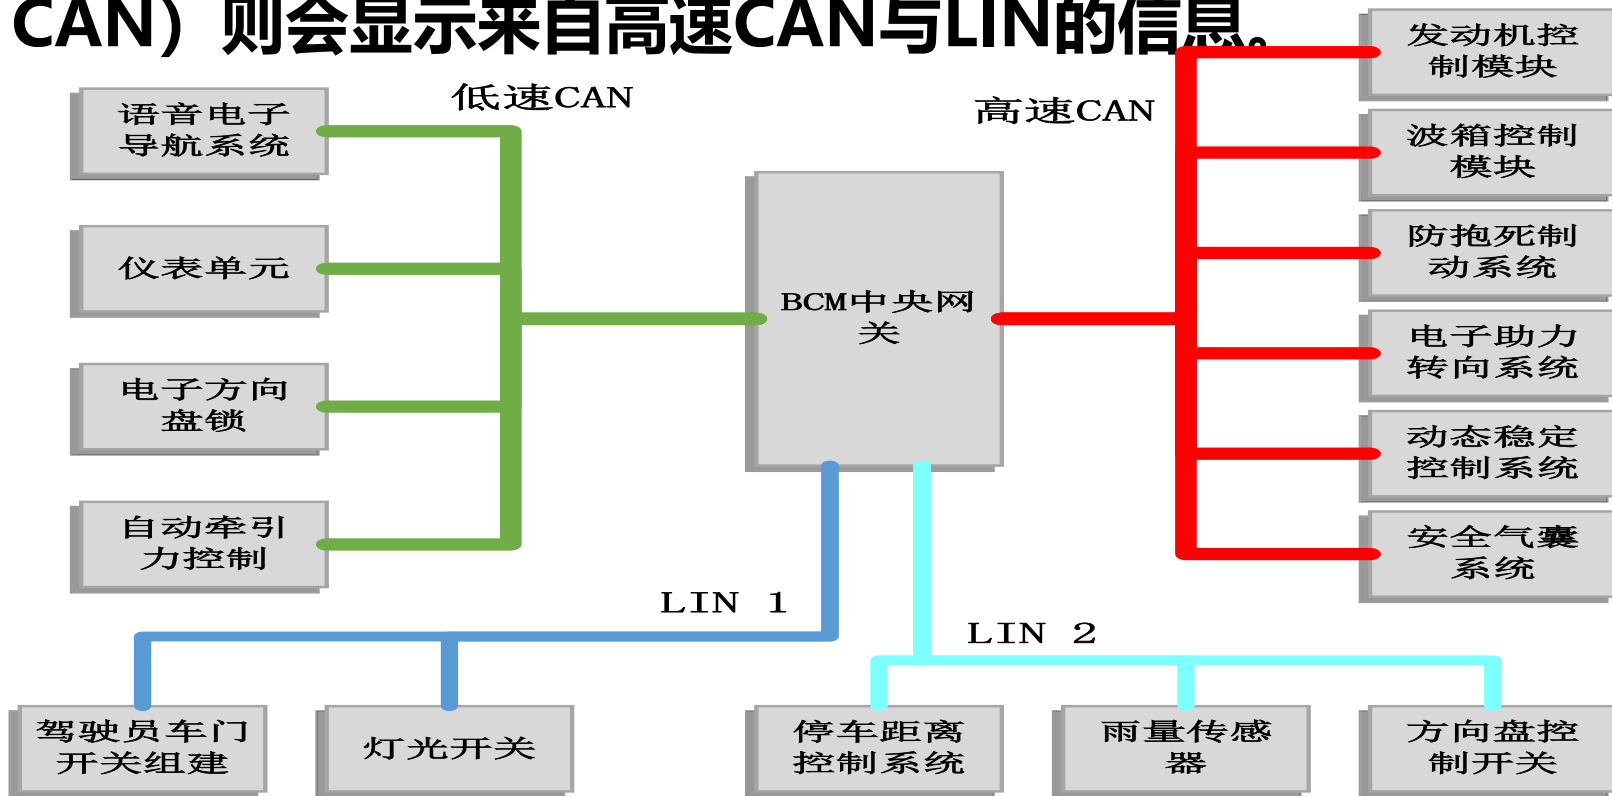 CAN）则会显示来自高速CAN与LIN的信息。
低速CAN
高速CAN
语音电子
导航系统
仪表单元
电子方向
盘锁
自动牵引
力控制
BCM中央网
关
发动机控
制模块
波箱控制
模块
防抱死制
动系统
电子助力
转向系统
动态稳定
控制系统
安全气囊
系统
LIN 1
LIN 2
驾驶员车门
开关组建
灯光开关
停车距离
控制系统
雨量传感
器
方向盘控
制开关